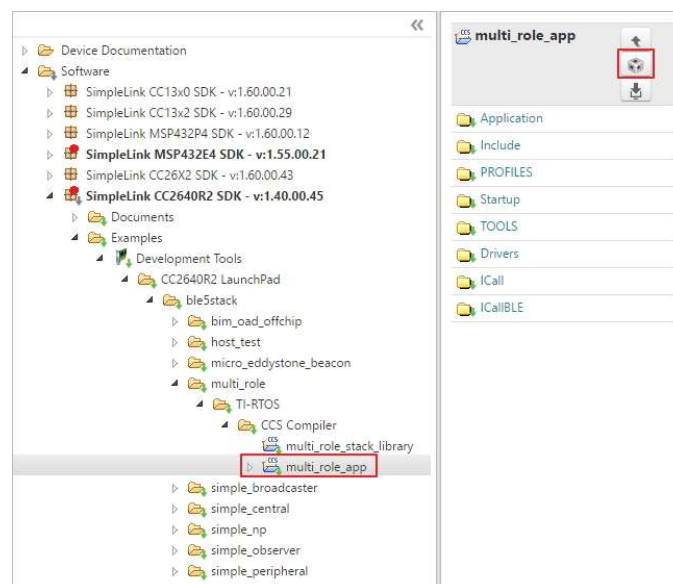 Device Documentation
Software
SimpleLink CC13x0 SDK - v:1.60.00.21
SimpleLink CC13x2 SDK - v:1.60.00.29
SimpleLink MSP432P4 SDK - v:1.60.00.12
SimpleLink MSP432E4 SDK - v:1.55.00.21
SimpleLink CC26X2 SDK - v:1.60.00.43
SimpleLink CC2640R2 SDK - v:1.40.00.45
Documents
Examples
Development Tools
CC2640R2 LaunchPad
ble5stack
bim_oad_offchip
host_test
micro_eddystone_beacon
multi_role
TI-RTOS
CCS Compiler
multi_role_stack_library
multi_role_app
simple_broadcaster
simple_central
simple_np
simple_observer
simple_peripheral
multi_role_app
Application
Include
PROFILES
Startup
TOOLS
Drivers
ICall
ICallBLE